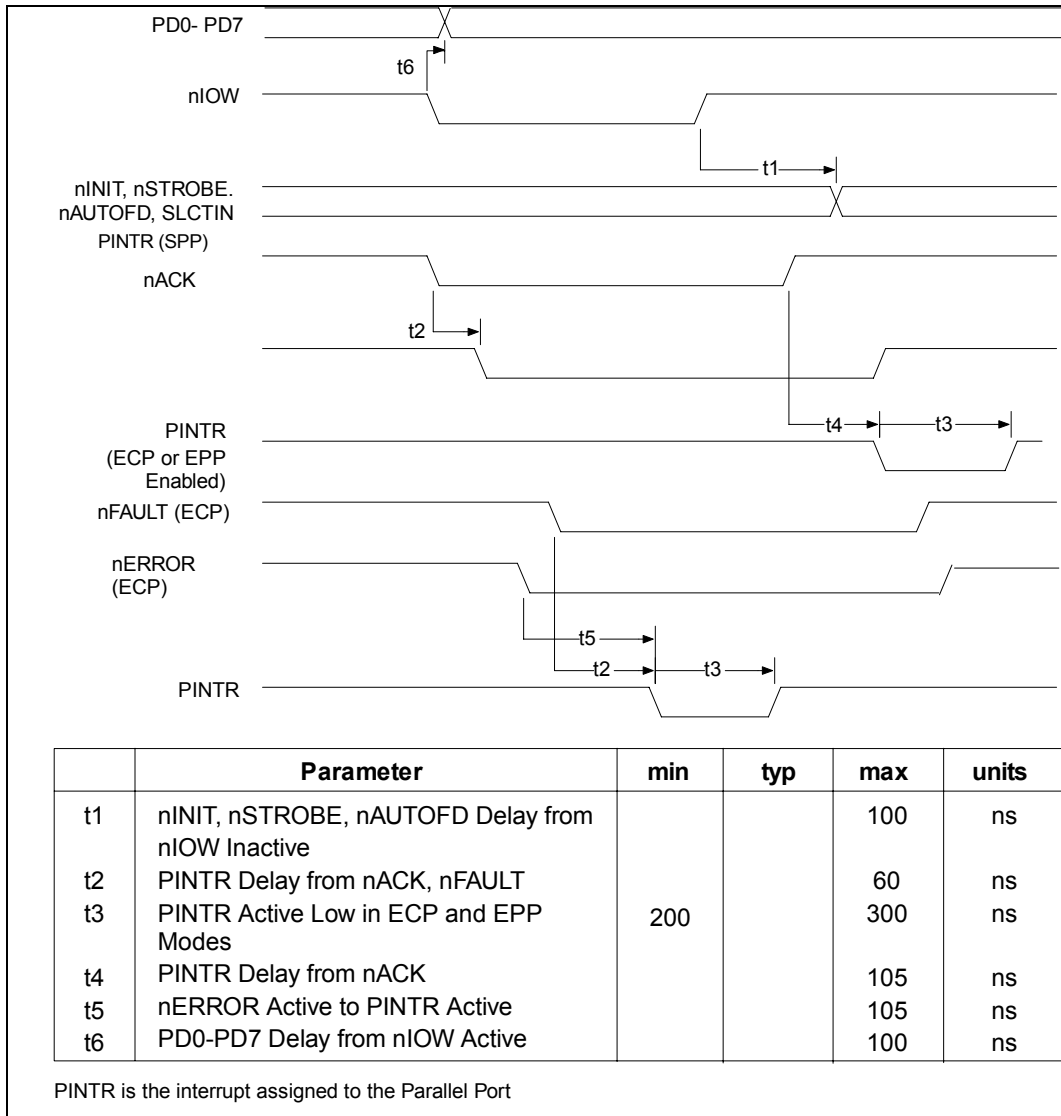 PD0- PD7
t6
nIOW
t1
nINIT, nSTROBE.
nAUTOFD, SLCTIN
PINTR (SPP)
nACK
t2
t4
t3
PINTR
(ECP or EPP
Enabled)
nFAULT (ECP)
nERROR
(ECP)
t5
t2
t3
PINTR
Parameter min typ max units
t1 nINIT, nSTROBE, nAUTOFD Delay from 100 ns
nIOW Inactive
t2 PINTR Delay from nACK, nFAULT 60 ns
t3 PINTR Active Low in ECP and EPP 200 300 ns
Modes
t4 PINTR Delay from nACK 105 ns
t5 nERROR Active to PINTR Active 105 ns
t6 PD0-PD7 Delay from nIOW Active 100 ns
PINTR is the interrupt assigned to the Parallel Port